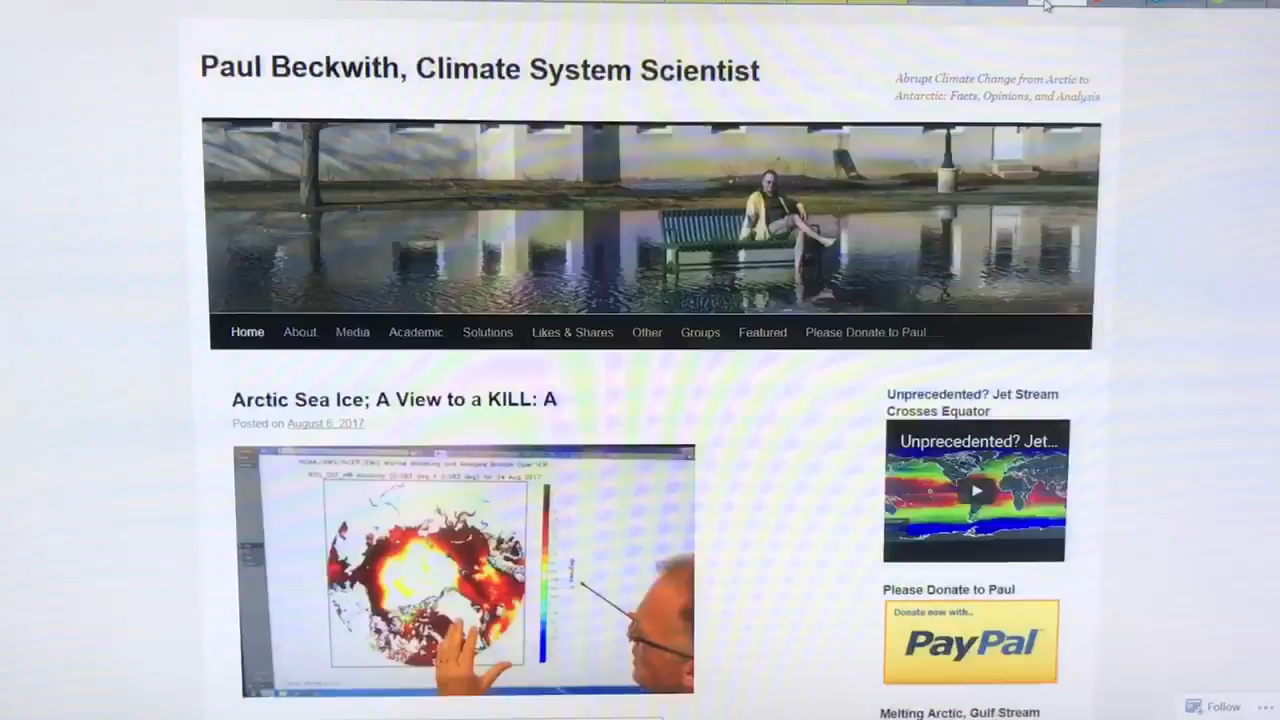 Paul Beckwith, Climate System Scientist
Abrupt Climate Change from Arctic to
Antarctic: Facts, Opinions, and Analysis
Home About Media Academic Solutions Likes & Shares Other Groups Featured Please Donate to Paul
Arctic Sea Ice; A View to a KILL: A
Posted on August 6, 2017
Unprecedented? Jet Stream
Crosses Equator
Unprecedented? Jet...
Please Donate to Paul
Donate now with..
PayPal
Melting Arctic, Gulf Stream
Follow